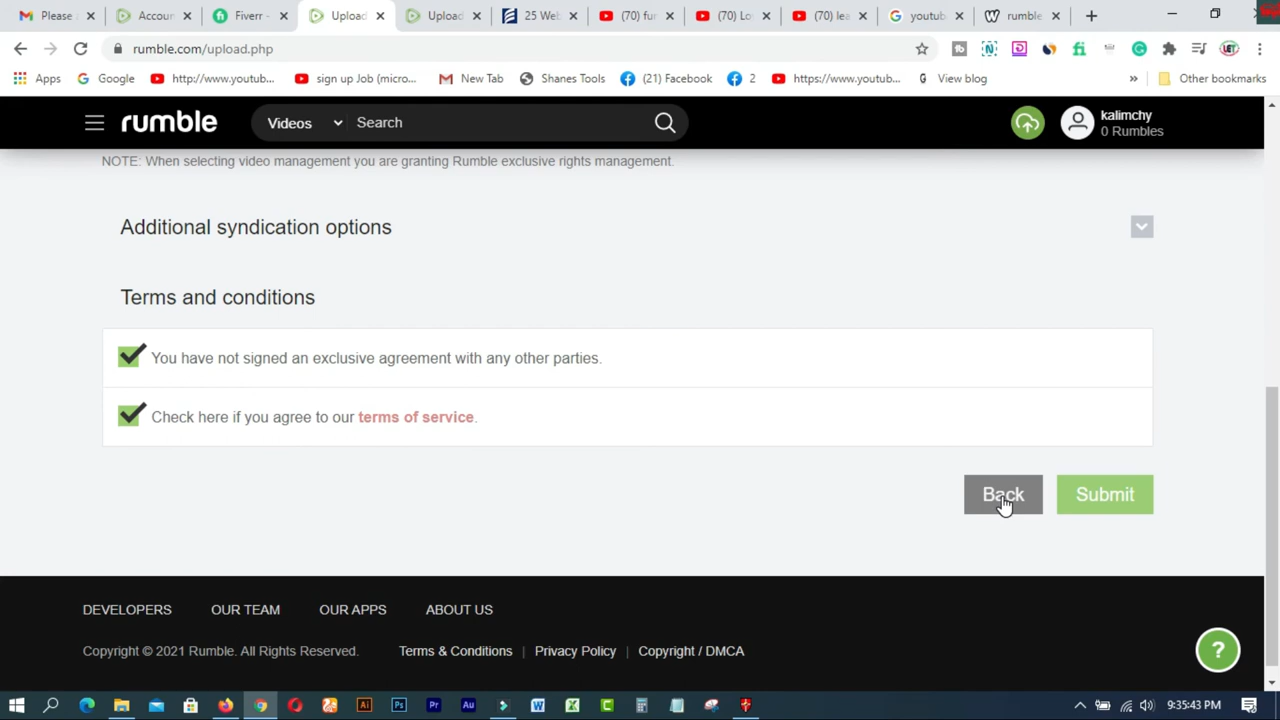 Please
Accoun
Fiverr -
Upload
Upload
25 Web
(70) fur
(70) Lo
(70) lea
youtub
rumble
rumble.com/upload.php
Apps
Google
http://www.youtub...
sign up Job (micro...
New Tab
Shanes Tools
(21) Facebook
2
https://www.youtub...
View blog
»
Other bookmarks
rumble
Videos
Search
kalimchy
0 Rumbles
NOTE: When selecting video management you are granting Rumble exclusive rights management.
Additional syndication options
Terms and conditions
You have not signed an exclusive agreement with any other parties.
Check here if you agree to our terms of service.
Back Submit
DEVELOPERS OUR TEAM OUR APPS ABOUT US
Copyright © 2021 Rumble. All Rights Reserved. Terms & Conditions | Privacy Policy | Copyright / DMCA
?
9:35:43 PM